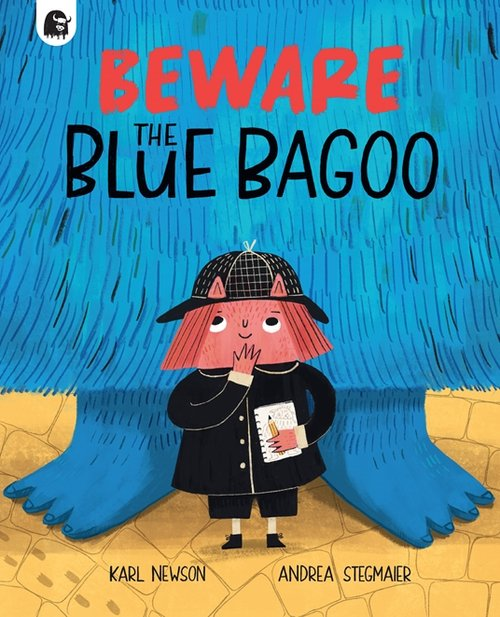 BEWARE
THE
BLUE BAGOO
KARL NEWSON ANDREA STEGMAIER